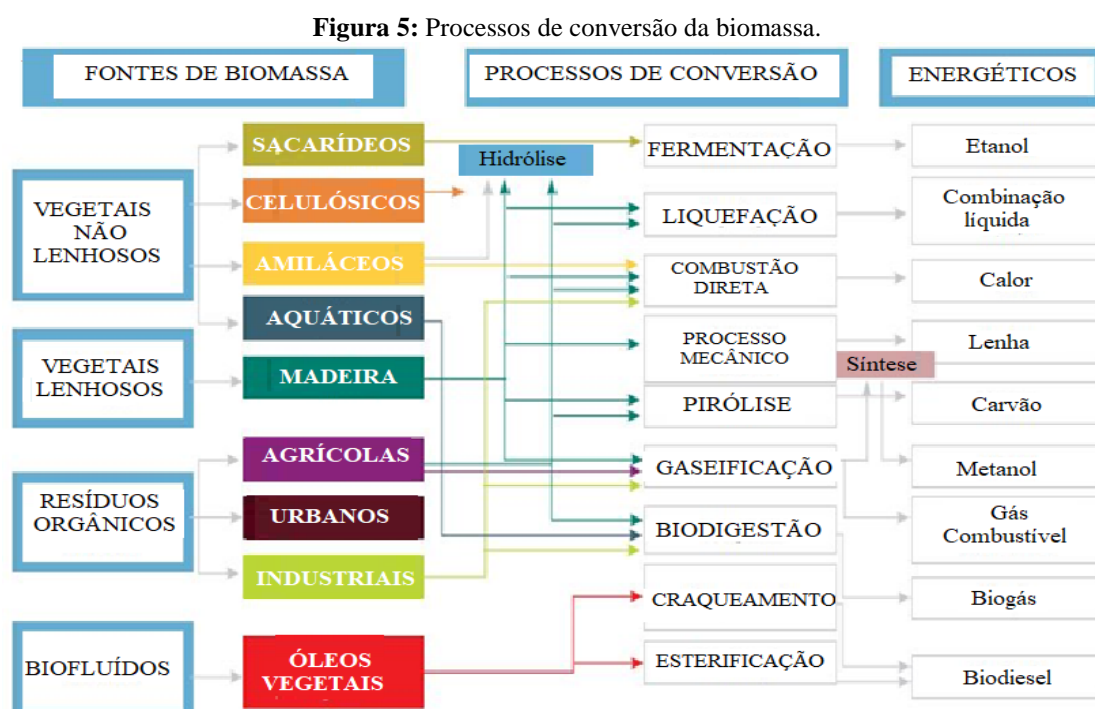 Figura 5: Processos de conversão da biomassa.
FONTES DE BIOMASSA
PROCESSOS DE CONVERSÃO
ENERGÉTICOS
VEGETAIS
NÃO
LENHOSOS
VEGETAIS
LENHOSOS
RESÍDUOS
ORGÂNICOS
BIOFLUÍDOS
SACARÍDEOS
CELULÓSICOS
AMILÁCEOS
AQUÁTICOS
MADEIRA
AGRÍCOLAS
URBANOS
INDUSTRIAIS
ÓLEOS
VEGETAIS
Hidrólise
FERMENTAÇÃO
LIQUEFAÇÃO
COMBUSTÃO
DIRETA
PROCESSO
MECÂNICO
Síntese
PIRÓLISE
GASEIFICAÇÃO
BIODIGESTÃO
CRAQUEAMENTO
ESTERIFICAÇÃO
Etanol
Combinação
líquida
Calor
Lenha
Carvão
Metanol
Gás
Combustível
Biogás
Biodiesel